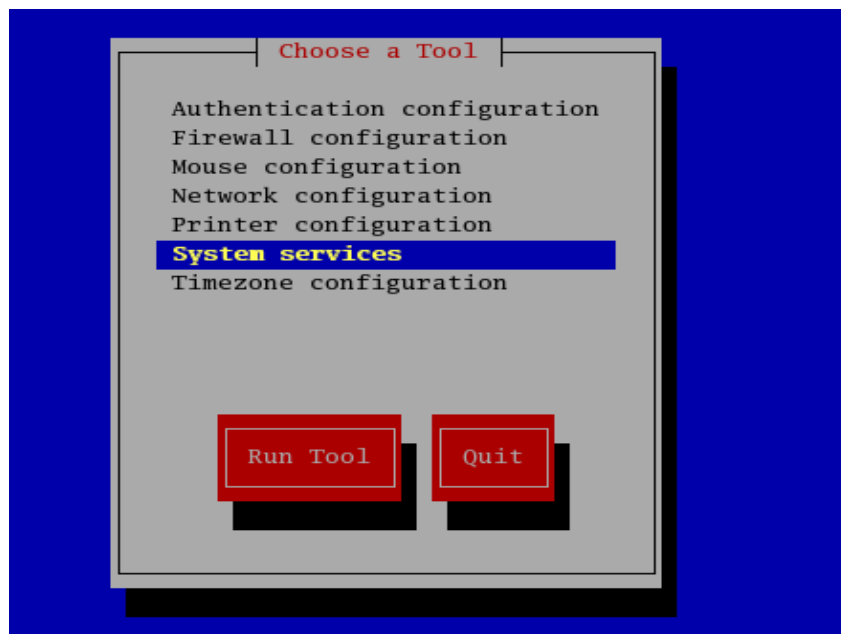 Choose a Tool
Authentication configuration
Firewall configuration
Mouse configuration
Network configuration
Printer configuration
System services
Timezone configuration
Run Tool
Quit